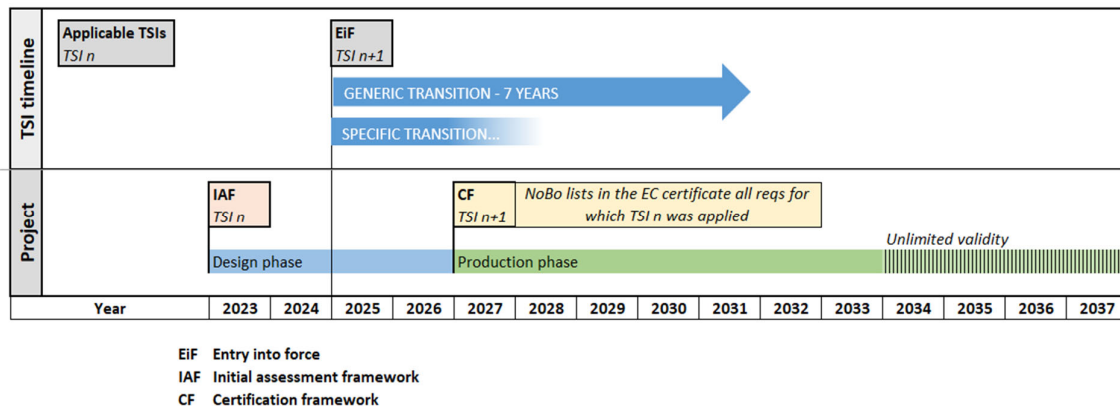 TSI timeline
Applicable TSIs
TSI n
EiF
TSI n+1
GENERIC TRANSITION - 7 YEARS
SPECIFIC TRANSITION...
Project
IAF
TSI n
CF
TSI n+1
NoBo lists in the EC certificate all reqs for
which TSI n was applied
Unlimited validity
Design phase
Production phase
Year 2023 2024 2025 2026 2027 2028 2029 2030 2031 2032 2033 2034 2035 2036 2037
EiF Entry into force
IAF Initial assessment framework
CF Certification framework